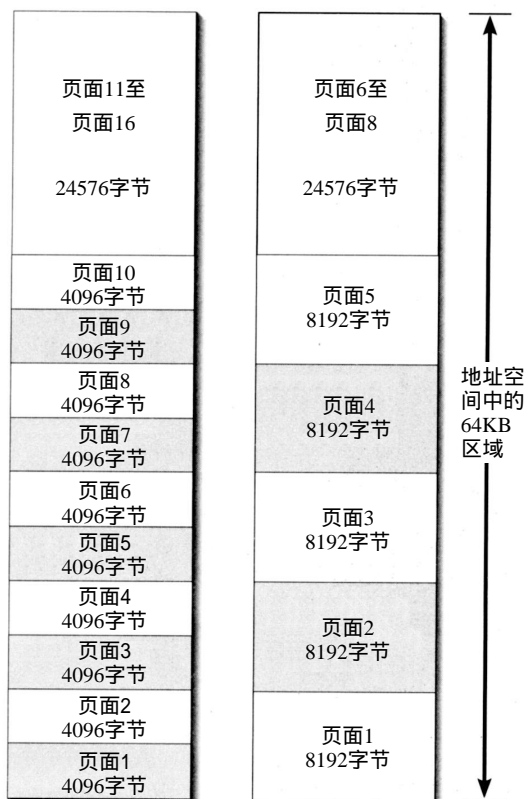 页面11至
页面16
24576字节
页面10
4096字节
页面9
4096字节
页面8
4096字节
页面7
4096字节
页面6
4096字节
页面5
4096字节
页面4
4096字节
页面3
4096字节
页面2
4096字节
页面1
4096字节
页面6至
页面8
24576字节
页面5
8192字节
页面4
8192字节
页面3
8192字节
页面2
8192字节
页面1
8192字节
地址空
间中的
64KB
区域